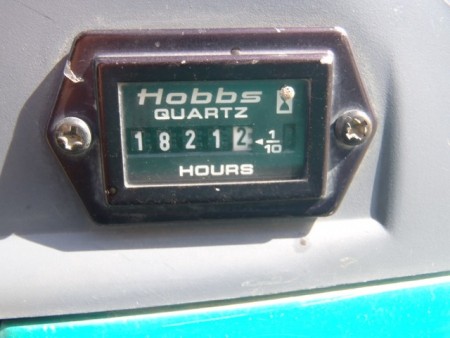 Hobbs
QUARTZ
18212 ◄ 1/10
HOURS